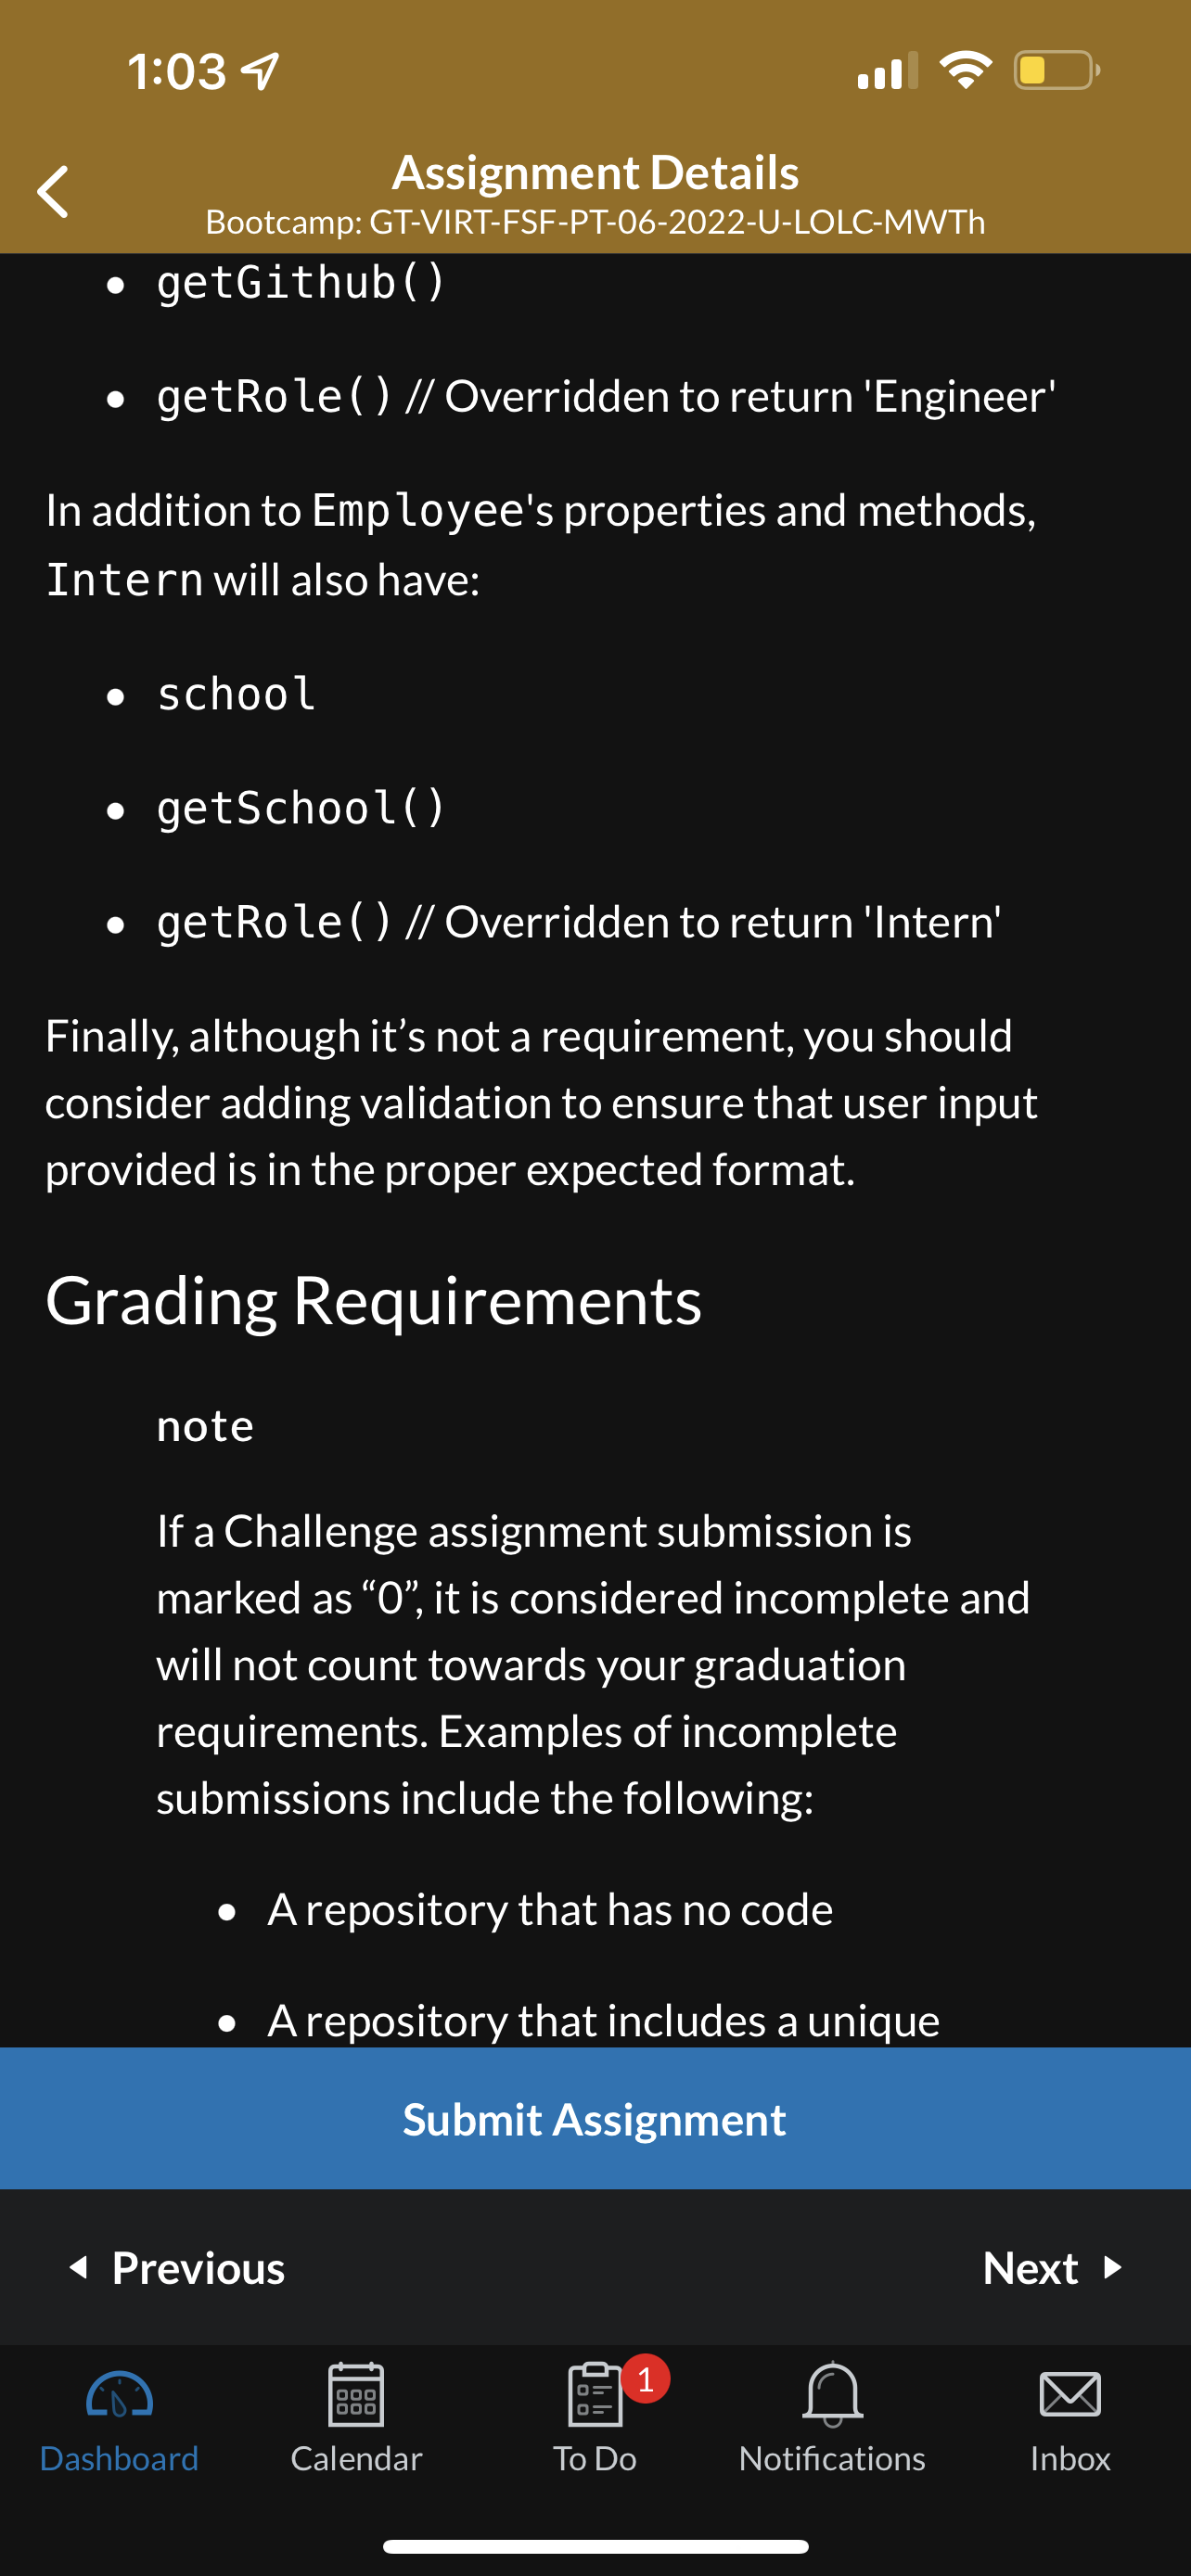 1:03
Assignment Details
Bootcamp: GT-VIRT-FSF-PT-06-2022-U-LOLC-MWTh
• getGithub()
• getRole() // Overridden to return 'Engineer'
In addition to Employee's properties and methods,
Intern will also have:
• school
• getSchool()
• getRole() // Overridden to return 'Intern'
Finally, although it’s not a requirement, you should
consider adding validation to ensure that user input
provided is in the proper expected format.
Grading Requirements
note
If a Challenge assignment submission is
marked as “0”, it is considered incomplete and
will not count towards your graduation
requirements. Examples of incomplete
submissions include the following:
• A repository that has no code
• A repository that includes a unique
Submit Assignment
Previous
Next
1
Dashboard
Calendar
To Do
Notifications
Inbox